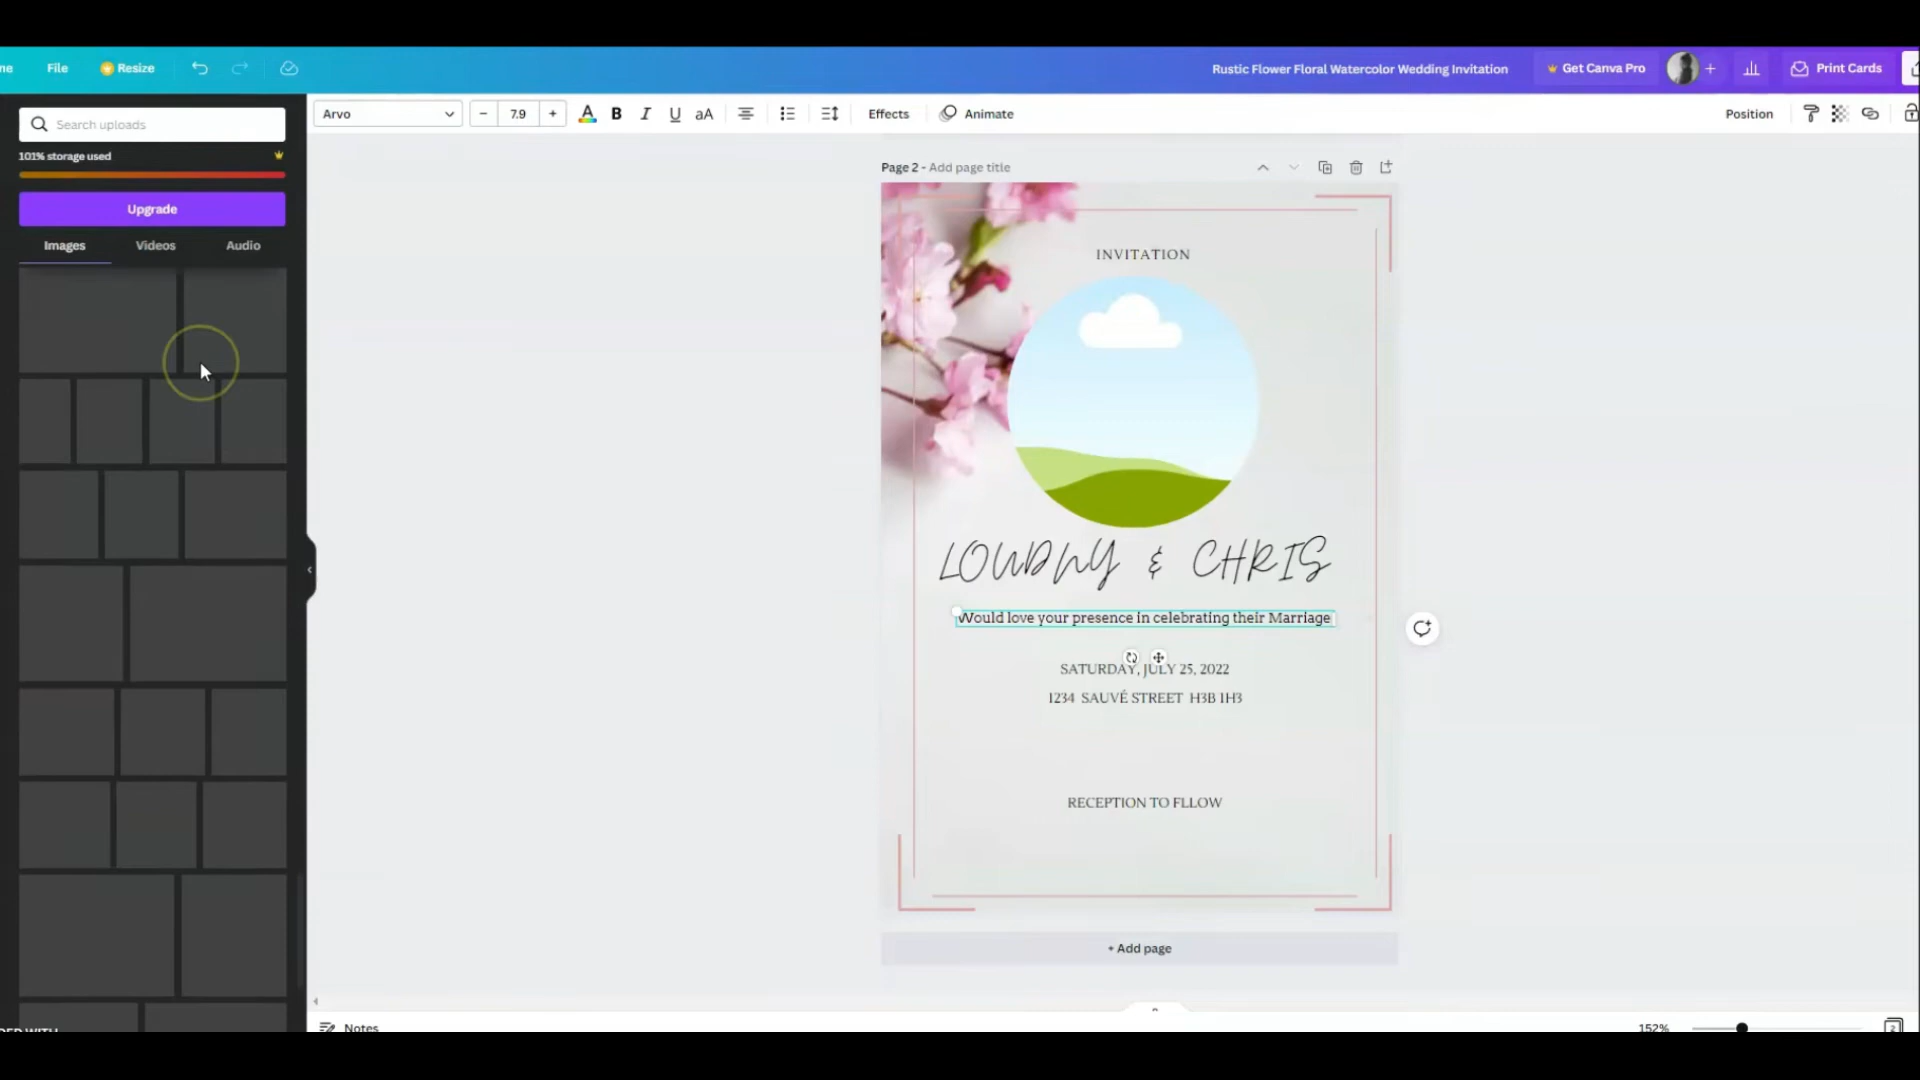 File
Resize
Rustic Flower Floral Watercolor Wedding Invitation
Get Canva Pro
Print Cards
Search uploads
Arvo
7.9
B I U aA
Effects
Animate
Position
101% storage used
Upgrade
Images
Videos
Audio
Page 2 - Add page title
INVITATION
LOUDNY & CHRIS
Would love your presence in celebrating their Marriage
SATURDAY, JULY 25, 2022
1234 SAUVÉ STREET H3B 1H3
RECEPTION TO FLLOW
+ Add page
Notes
152%
2